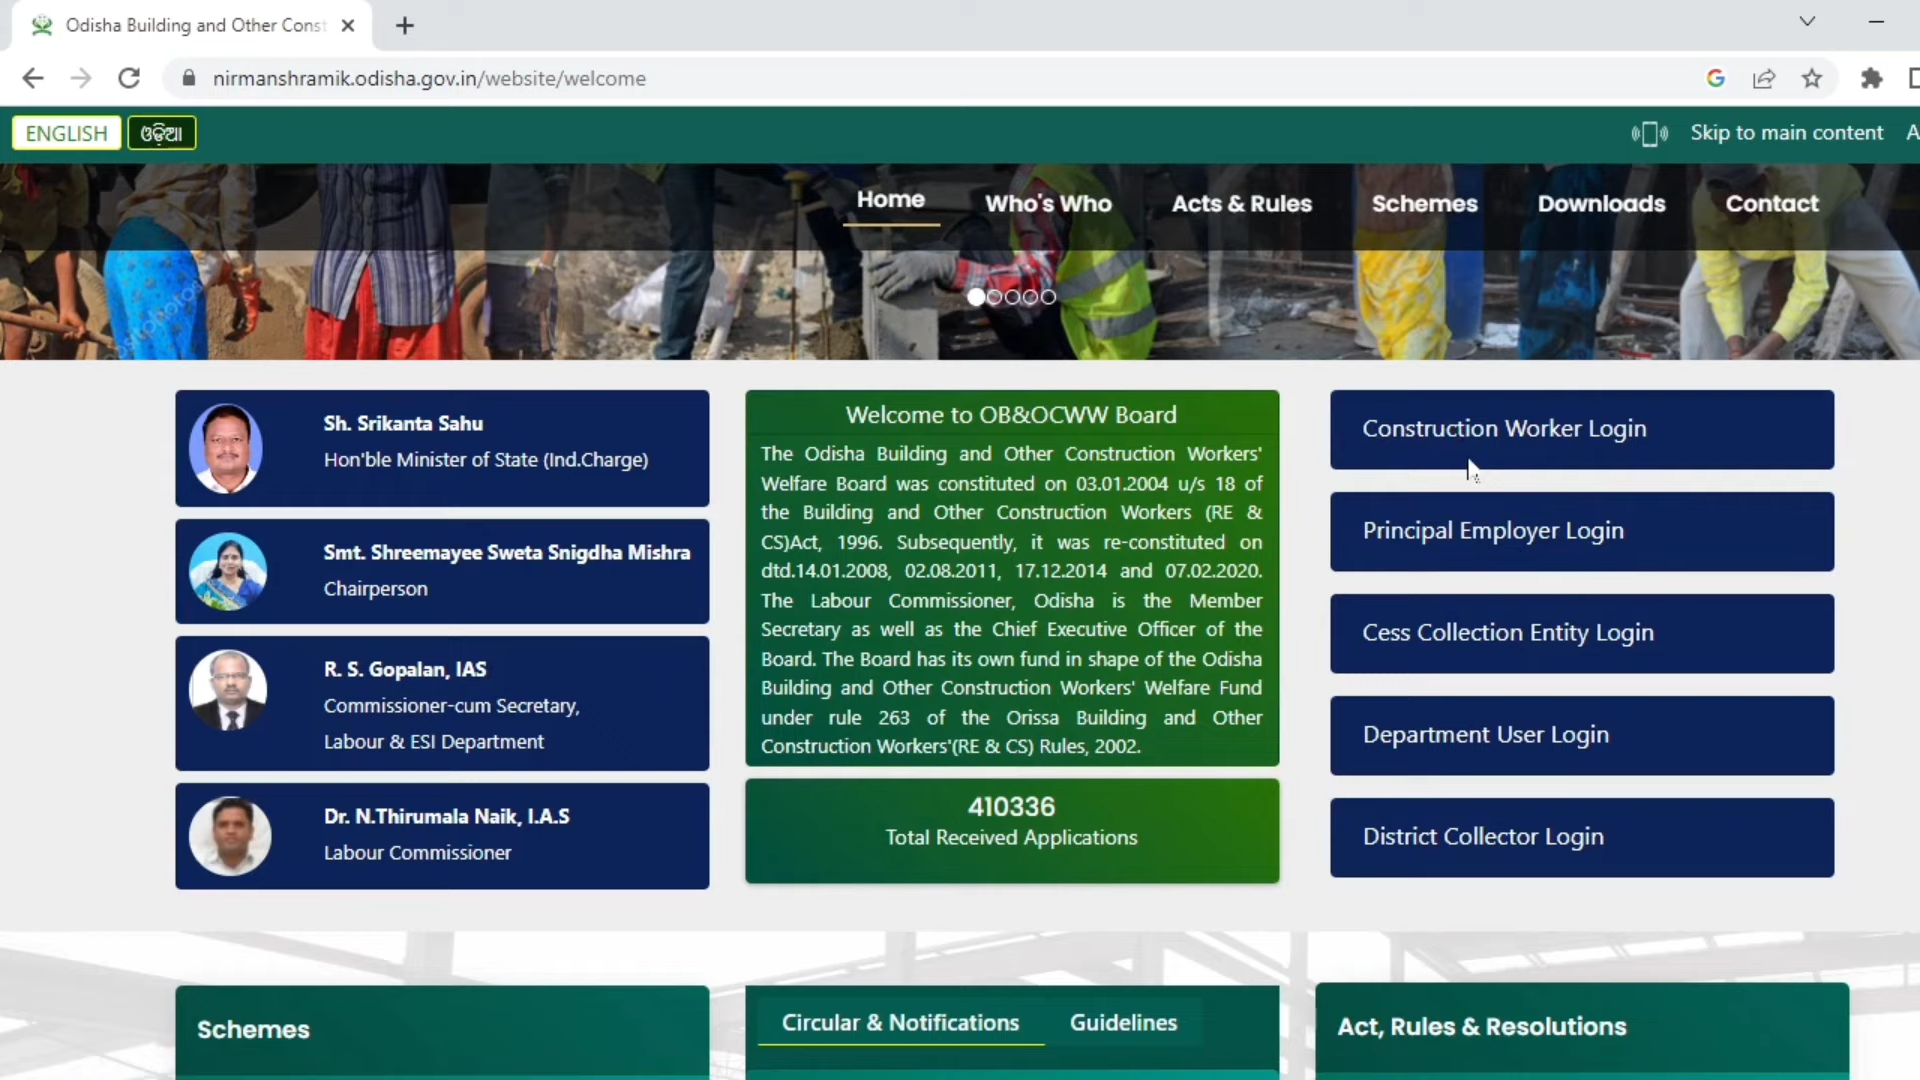 Odisha Building and Other Const
nirmanshramik.odisha.gov.in/website/welcome
ENGLISH
ଓଡ଼ିଆ
Skip to main content
A
Home
Who's Who
Acts & Rules
Schemes
Downloads
Contact
Sh. Srikanta Sahu
Hon'ble Minister of State (Ind.Charge)
Smt. Shreemayee Sweta Snigdha Mishra
Chairperson
R. S. Gopalan, IAS
Commissioner-cum Secretary,
Labour & ESI Department
Dr. N.Thirumala Naik, I.A.S
Labour Commissioner
Welcome to OB&OCWW Board
The Odisha Building and Other Construction Workers'
Welfare Board was constituted on 03.01.2004 u/s 18 of
the Building and Other Construction Workers (RE &
CS)Act, 1996. Subsequently, it was re-constituted on
dtd.14.01.2008, 02.08.2011, 17.12.2014 and 07.02.2020.
The Labour Commissioner, Odisha is the Member
Secretary as well as the Chief Executive Officer of the
Board. The Board has its own fund in shape of the Odisha
Building and Other Construction Workers' Welfare Fund
under rule 263 of the Orissa Building and Other
Construction Workers'(RE & CS) Rules, 2002.
410336
Total Received Applications
Construction Worker Login
Principal Employer Login
Cess Collection Entity Login
Department User Login
District Collector Login
Schemes
Circular & Notifications
Guidelines
Act, Rules & Resolutions